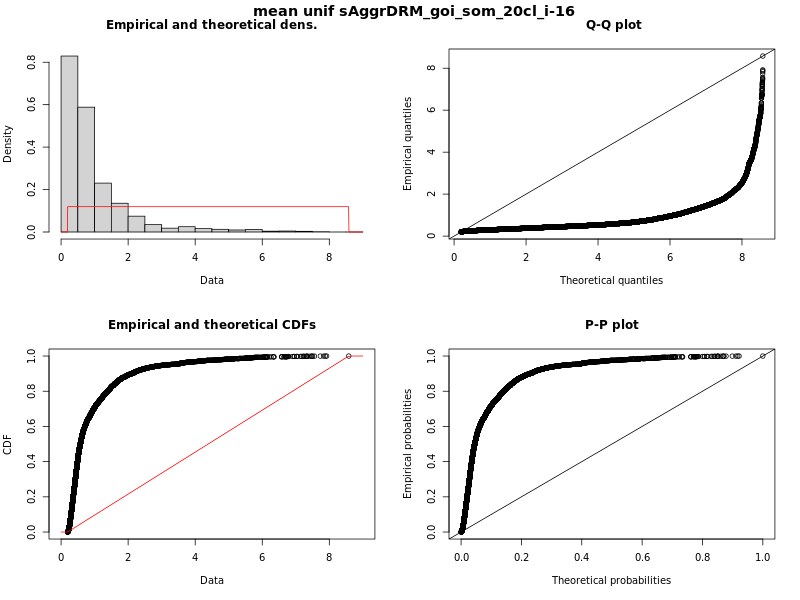 mean unif sAggrDRM_goi_som_20cl_i-16
Empirical and theoretical dens.
Density
0.0 0.2 0.4 0.6 0.8
0 2 4 6 8
Data
Q-Q plot
Empirical quantiles
0 2 4 6 8
0 2 4 6 8
Theoretical quantiles
Empirical and theoretical CDFs
CDF
0.0 0.2 0.4 0.6 0.8 1.0
0 2 4 6 8
Data
P-P plot
Empirical probabilities
0.0 0.2 0.4 0.6 0.8 1.0
0.0 0.2 0.4 0.6 0.8 1.0
Theoretical probabilities